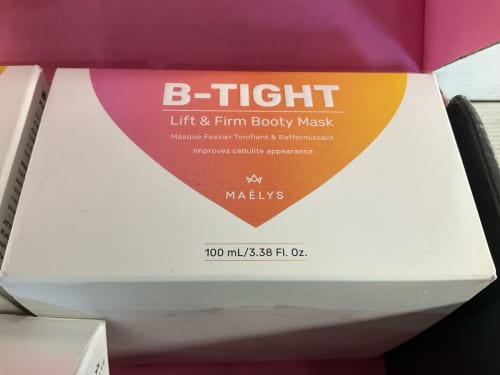 B-TIGHT
Lift & Firm Booty Mask
Masque Fessier Tonifiant & Raffermissant
Improves cellulite appearance
MAËLYS
100 mL/3.38 Fl. Oz.